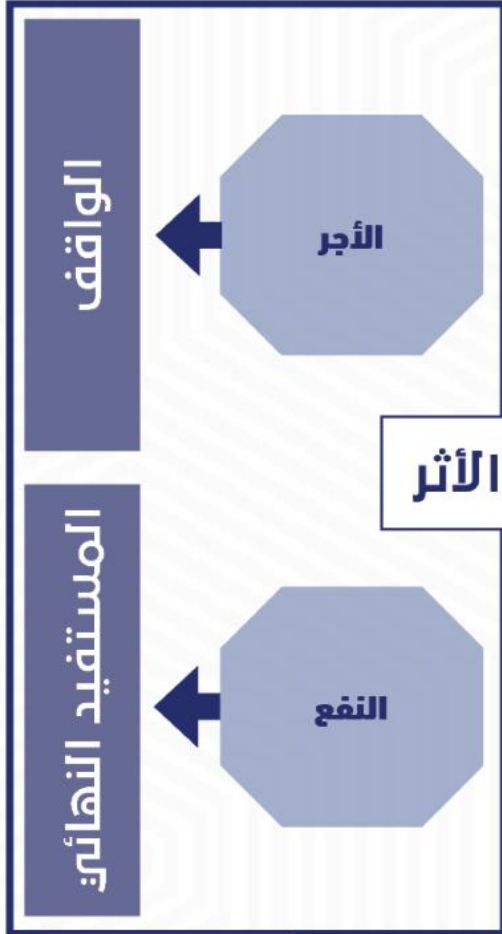 الأثر
الأجر
الواقف
النفع
المستفيد النهائي